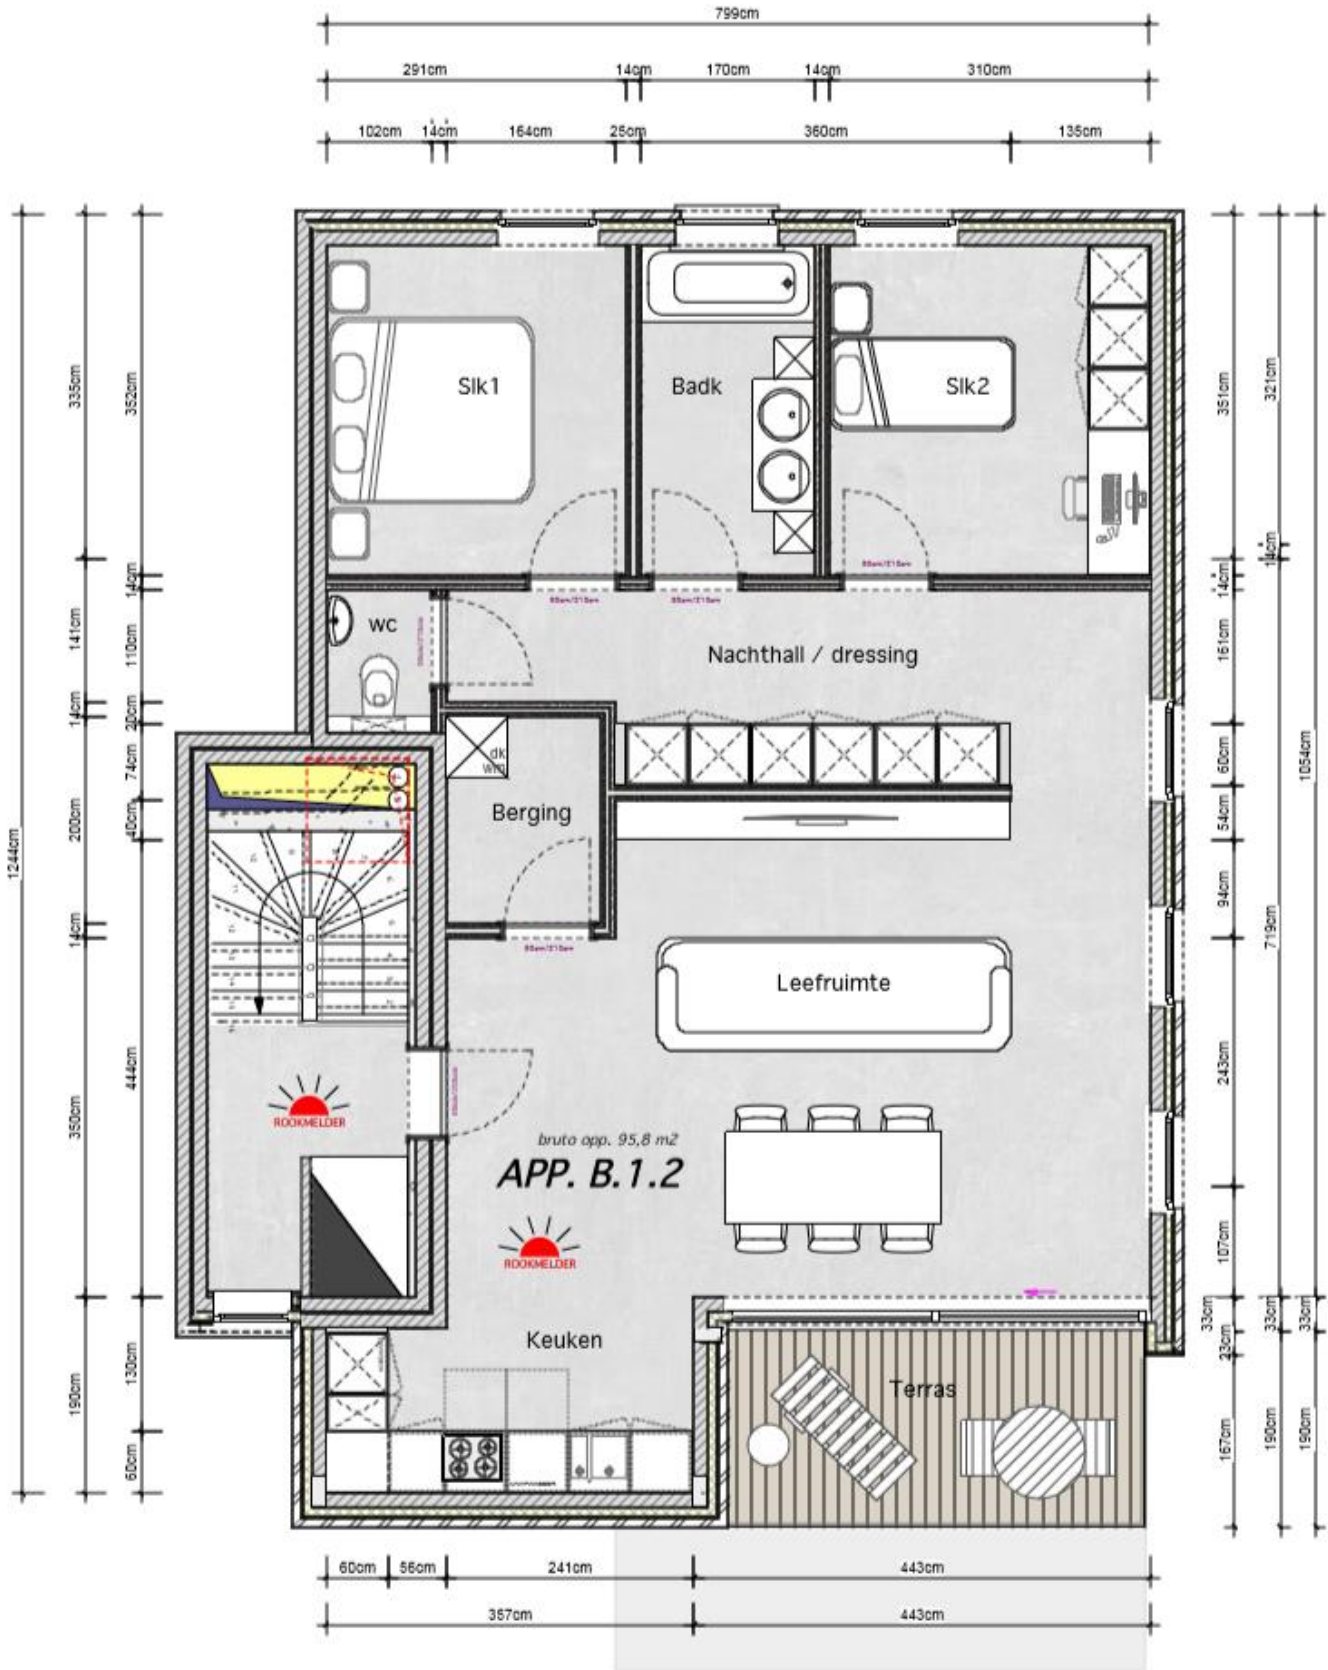 799cm
291cm 14cm 170cm 14cm 310cm
102cm 14cm 164cm 25cm 360cm 135cm
1244cm
335cm
141cm
14cm
200cm
14cm
350cm
190cm
352cm
14cm
110cm
20cm
74cm
40cm
444cm
130cm
60cm
Slk1
Badk
Slk2
wc
Nachthall / dressing
dk
wm
Berging
Leefruimte
ROOKMELDER
bruto opp. 95,8 m2
APP. B.1.2
ROOKMELDER
Keuken
Terras
351cm
14cm
161cm
60cm
54cm
94cm
243cm
107cm
33cm
23cm
167cm
321cm
14cm
719cm
33cm
190cm
1054cm
33cm
190cm
60cm 56cm 241cm 443cm
357cm 443cm